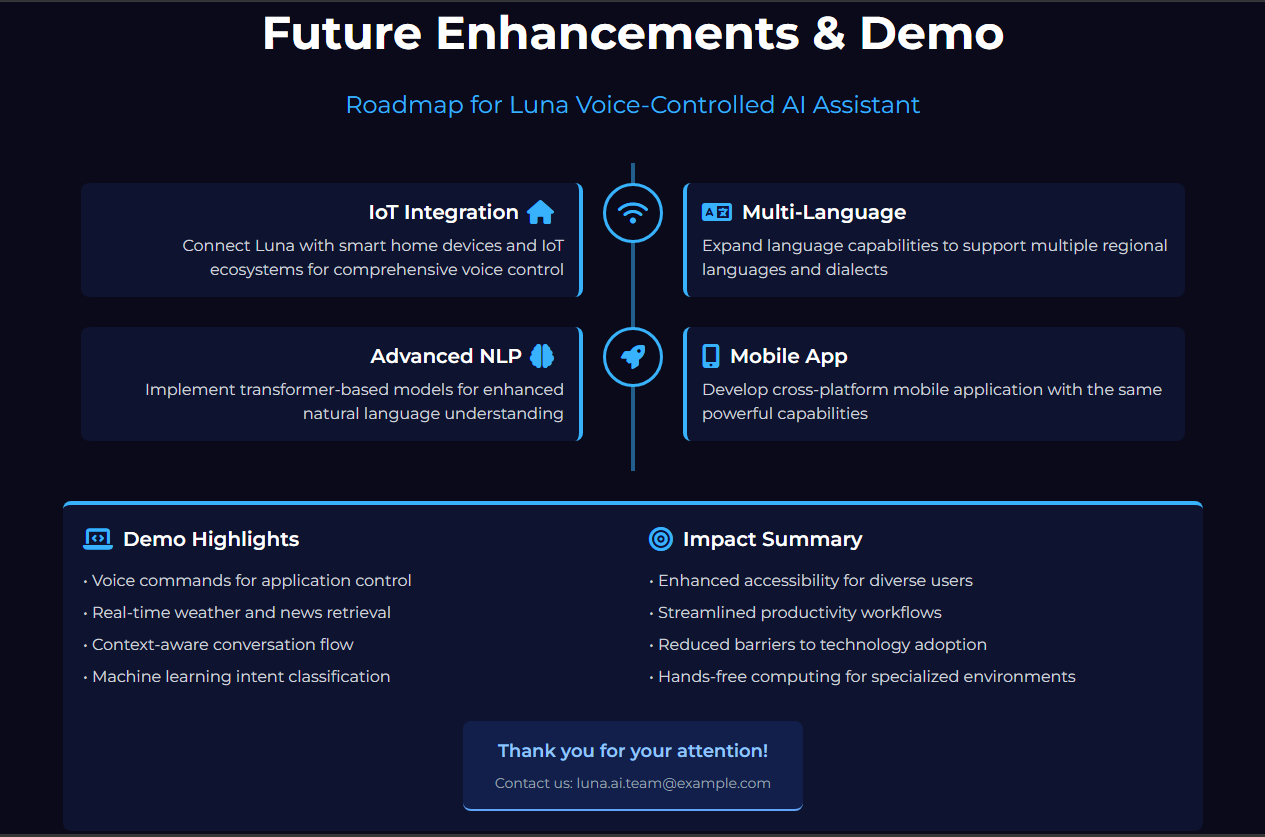 Future Enhancements & Demo
Roadmap for Luna Voice-Controlled AI Assistant
IoT Integration
Connect Luna with smart home devices and IoT
ecosystems for comprehensive voice control
Multi-Language
Expand language capabilities to support multiple regional
languages and dialects
Advanced NLP
Implement transformer-based models for enhanced
natural language understanding
Mobile App
Develop cross-platform mobile application with the same
powerful capabilities
Demo Highlights
• Voice commands for application control
• Real-time weather and news retrieval
• Context-aware conversation flow
• Machine learning intent classification
Impact Summary
• Enhanced accessibility for diverse users
• Streamlined productivity workflows
• Reduced barriers to technology adoption
• Hands-free computing for specialized environments
Thank you for your attention!
Contact us: luna.ai.team@example.com